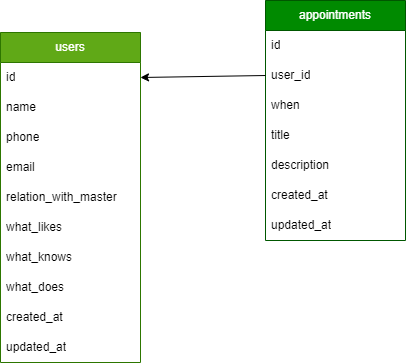 users
id
name
phone
email
relation_with_master
what_likes
what_knows
what_does
created_at
updated_at
appointments
id
user_id
when
title
description
created_at
updated_at